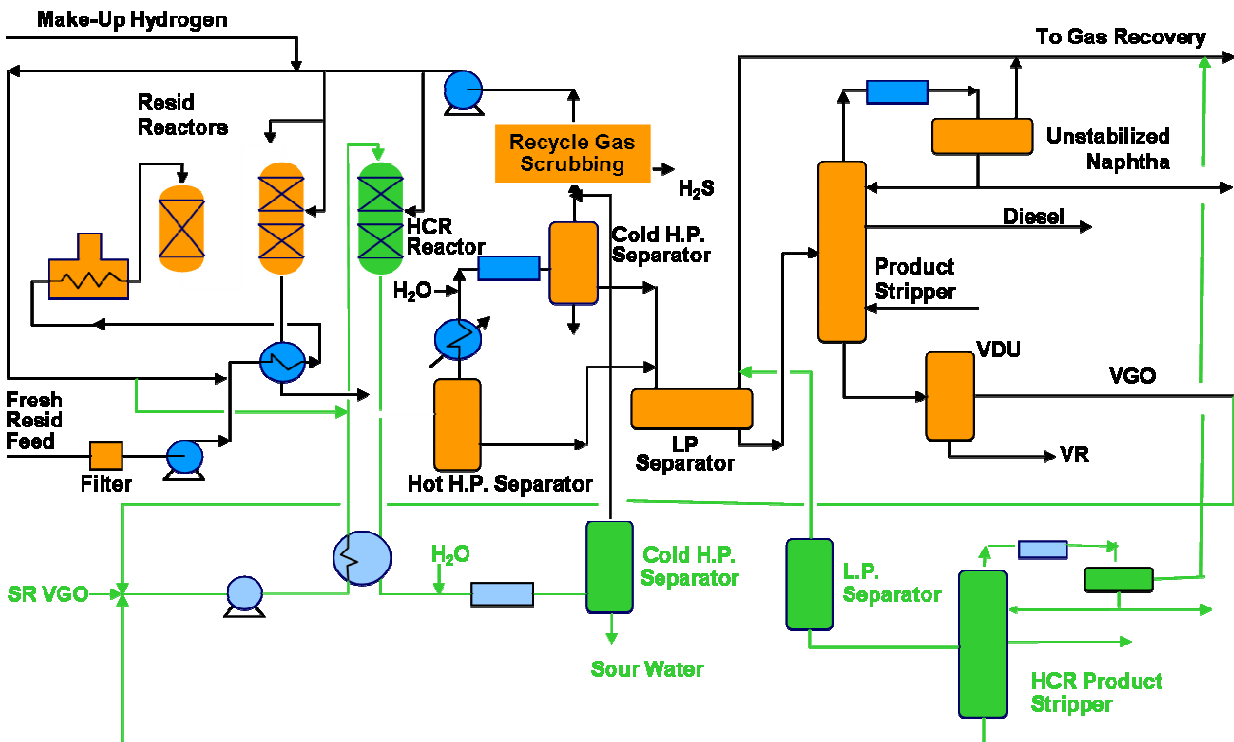 Make-Up Hydrogen
To Gas Recovery
Resid
Reactors
Recycle Gas
Scrubbing
H₂S
Unstabilized
Naphtha
HCR
Reactor
Cold H.P.
Separator
Diesel
Product
Stripper
H₂O
VDU
VGO
Fresh
Resid
Feed
Filter
Hot H.P. Separator
LP
Separator
VR
SR VGO
H₂O
Cold H.P.
Separator
L.P.
Separator
Sour Water
HCR Product
Stripper